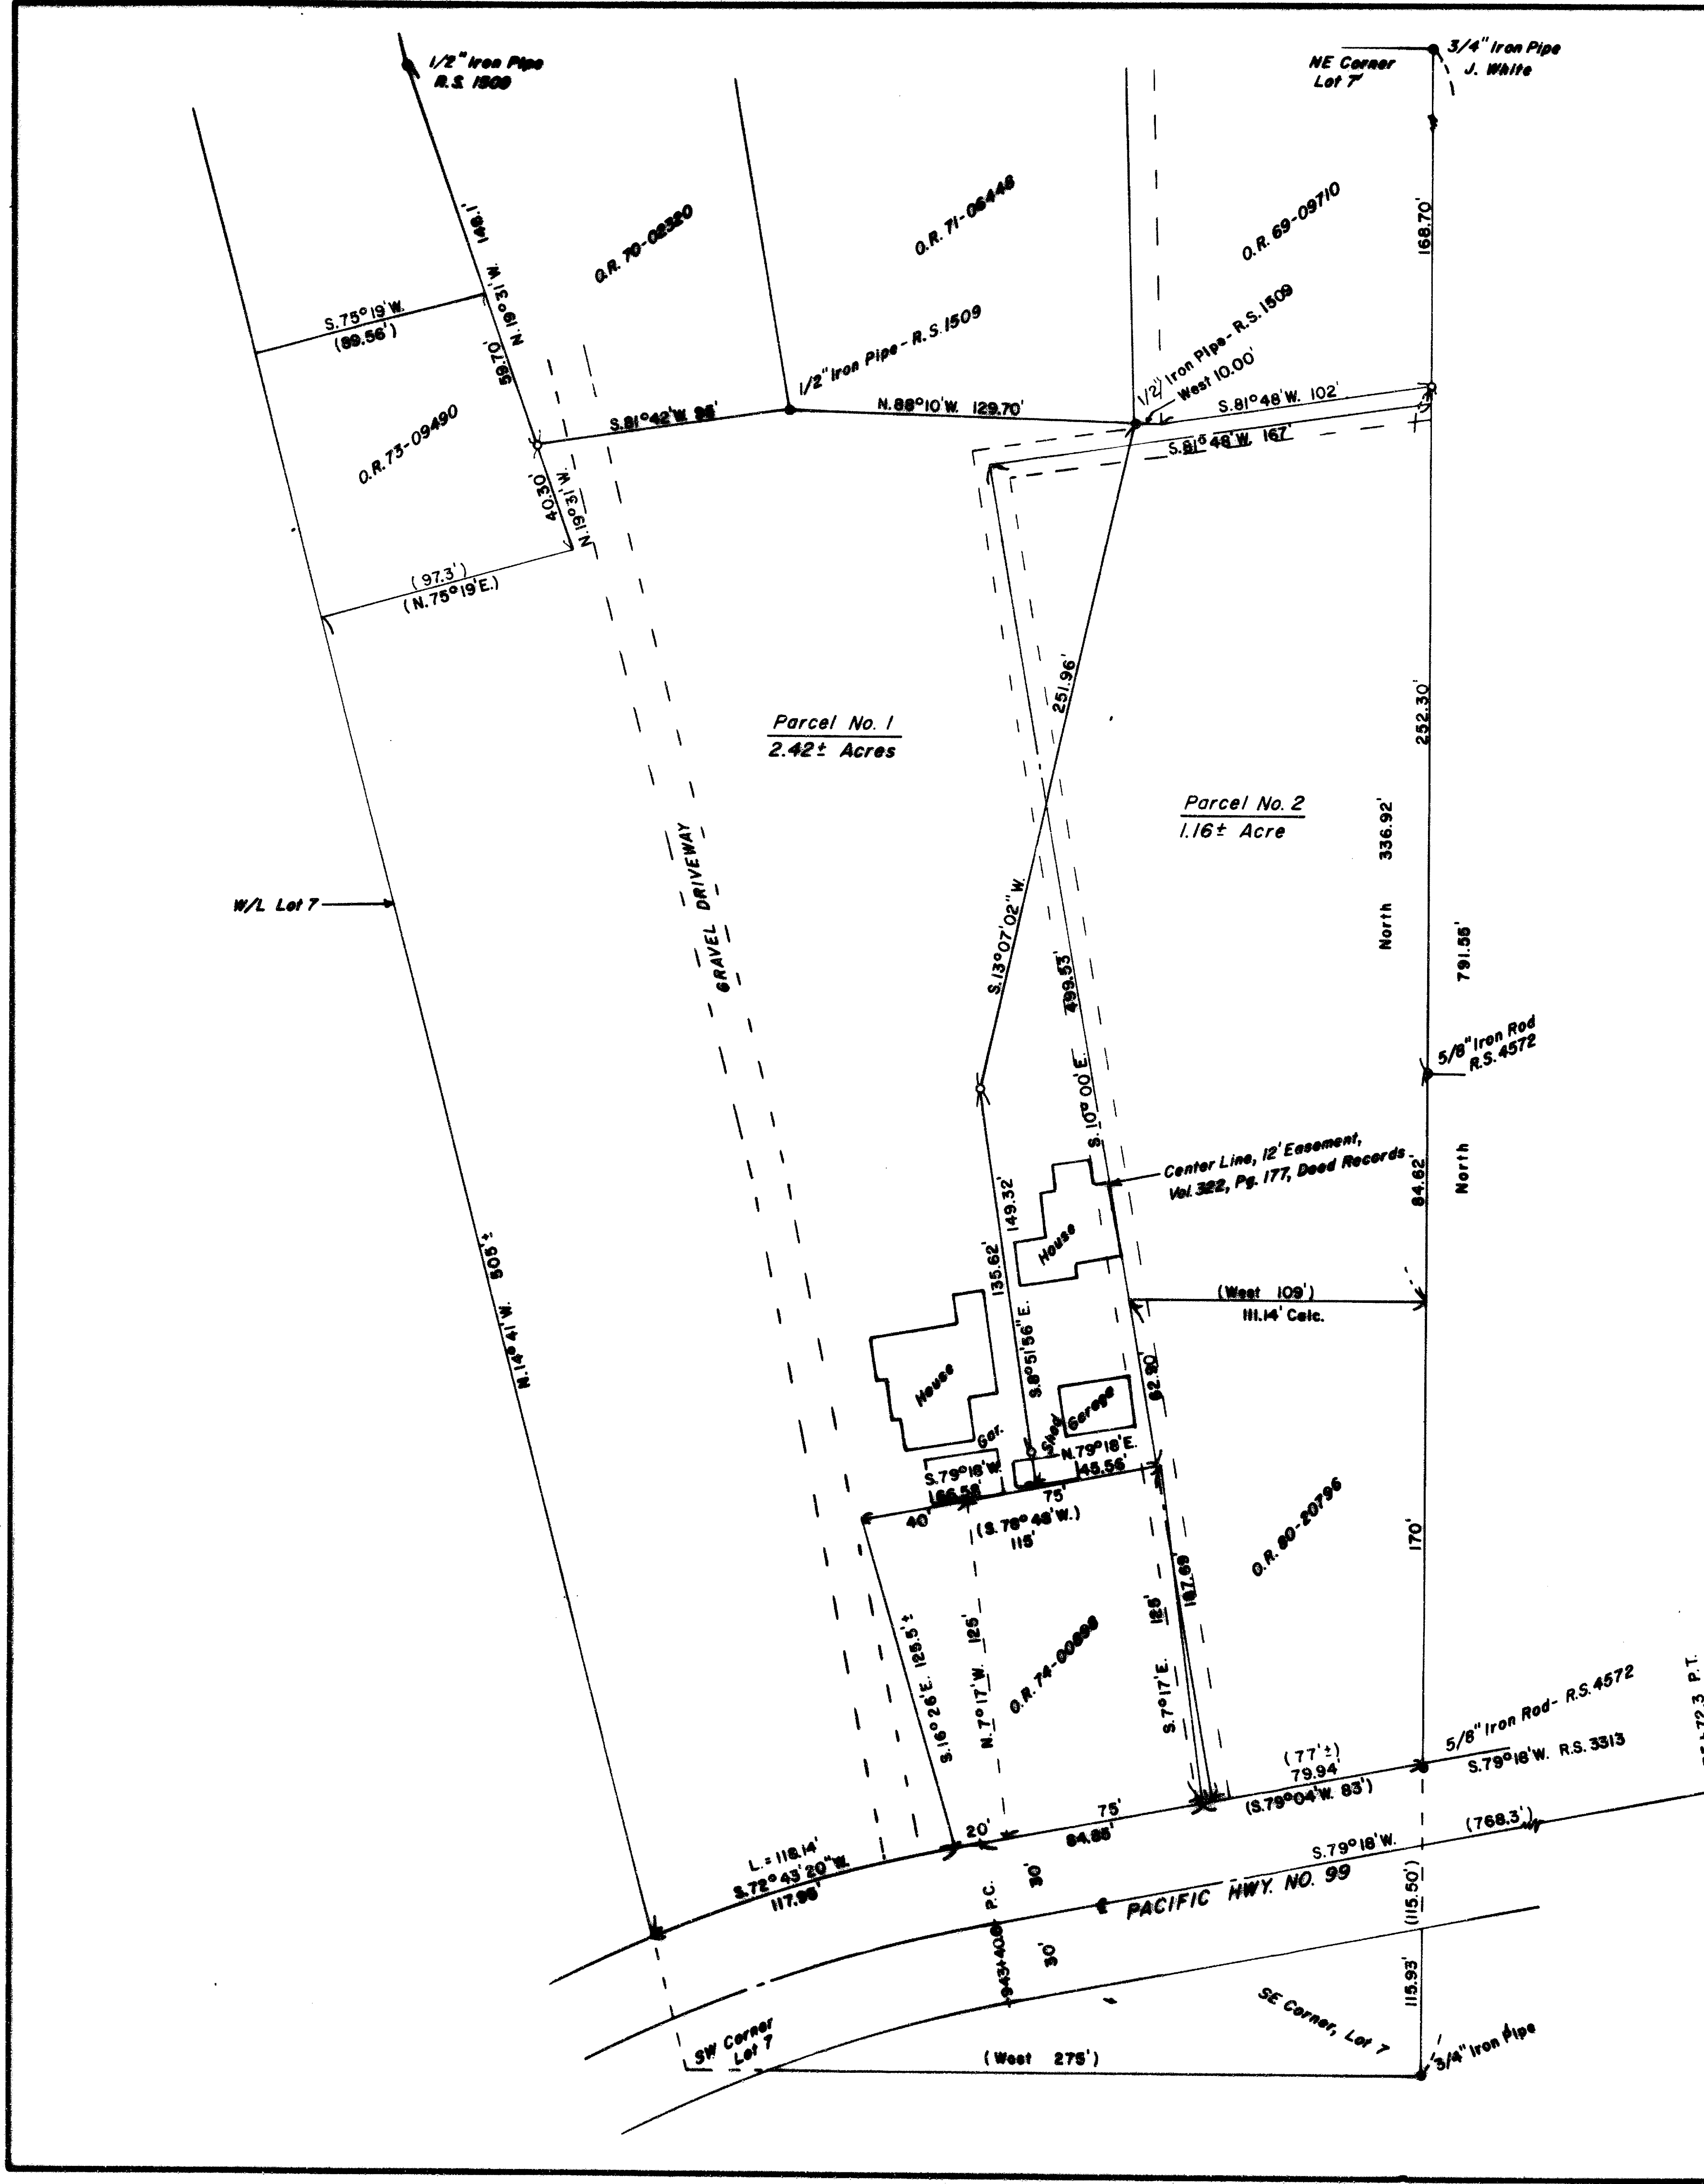 1/2" Iron Pipe
R.S. 1509
NE Corner
Lot 7
3/4" Iron Pipe
J. White
148.1'
N.19°31'W.
59.70'
O.R. 70-02320
O.R. 71-06448
O.R. 69-09710
168.70'
S.75°19'W.
(89.56')
1/2" Iron Pipe - R.S. 1509
1/2" Iron Pipe - R.S. 1509
West 10.00'
O.R. 73-09490
S.81°42'W.
N.88°10'W. 129.70'
S.81°48'W. 102'
S.81°48'W. 167'
40.30'
N.19°31'W.
(97.3')
(N.75°19'E.)
251.96'
252.30'
Parcel No. 1
2.42± Acres
Parcel No. 2
1.16± Acre
North 336.92'
W/L Lot 7
GRAVEL DRIVEWAY
S.13°07'02"W.
499.53'
791.55'
North
5/8" Iron Rod
R.S. 4572
S.10°00'E.
Center Line, 12' Easement,
Vol. 322, Pg. 177, Deed Records
84.62'
149.32'
House
135.62'
N.14°41'W. 505'±
(West 109')
111.14' Calc.
S.8°51'56"E.
House
62.90'
Garage
Shed
Gar.
N.79°18'E.
145.56'
S.79°18'W.
166.58'
40'
75'
(S.78°48'W.)
115'
O.R. 80-20796
170'
187.69'
125'
S.7°17'E.
S.16°26'E. 125.5'±
N.7°17'W. 125'
O.R. 74-00898
72.3 P.T.
5/8" Iron Rod - R.S. 4572
S.79°18'W. R.S. 3313
(77'±)
79.94'
(S.79°04'W. 83')
75'
84.85'
20'
L. = 118.14'
S.72°43'20"W.
117.96'
(768.3')
S.79°18'W.
PACIFIC HWY. NO. 99
30'
30'
943+40.6 P.C.
(115.50')
115.93'
SW Corner
Lot 7
SE Corner, Lot 7
(West 275')
3/4" Iron Pipe